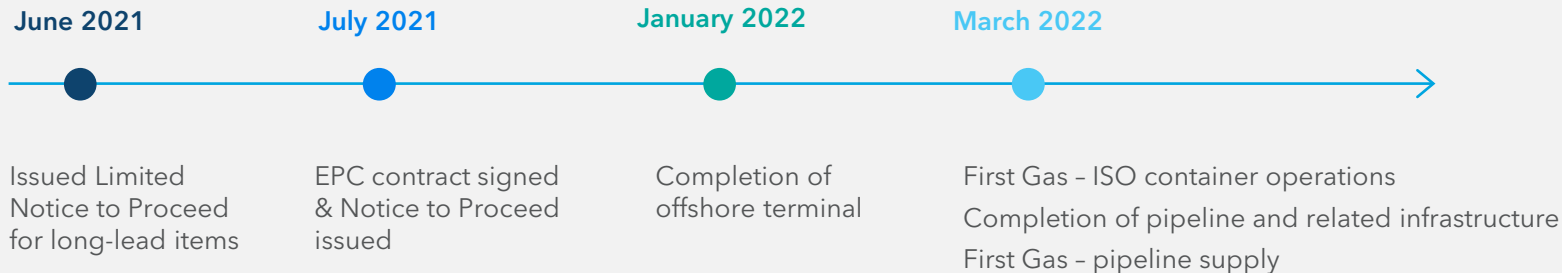 June 2021
July 2021
January 2022
March 2022
Issued Limited
Notice to Proceed
for long-lead items
EPC contract signed
& Notice to Proceed
issued
Completion of
offshore terminal
First Gas – ISO container operations
Completion of pipeline and related infrastructure
First Gas – pipeline supply